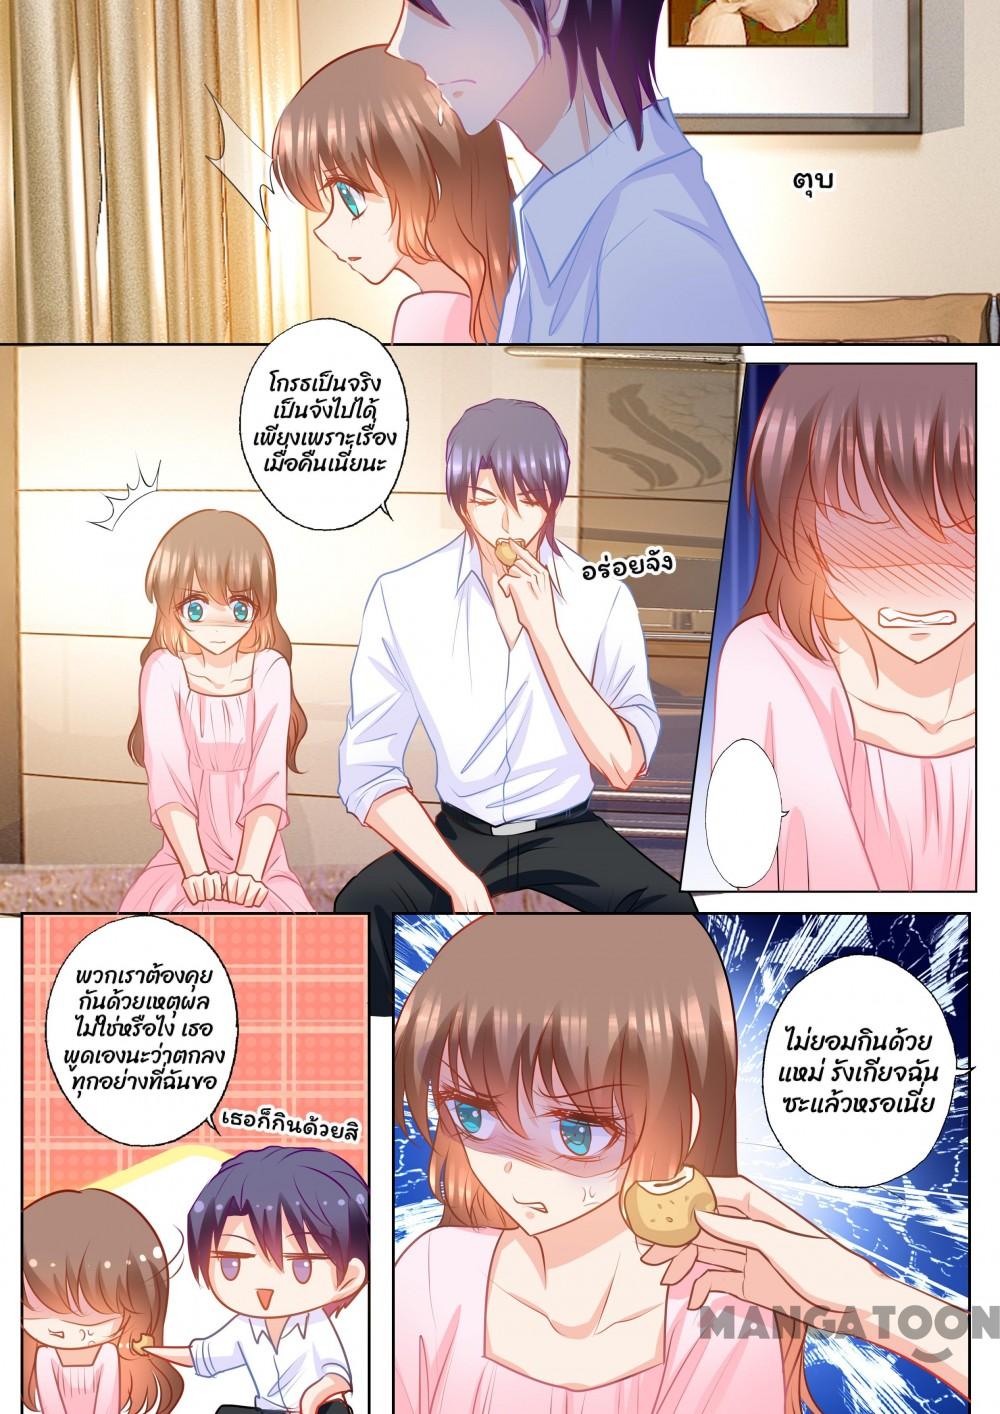 ตุบ
โกรธเป็นจริง
เป็นจังไปได้
เพียงเพราะเรื่อง
เมื่อคืนเนี่ยนะ
อร่อยจัง
พวกเราต้องคุย
กันด้วยเหตุผล
ไม่ใช่หรือไง เธอ
พูดเองนะว่าตกลง
ทุกอย่างที่ฉันขอ
เธอก็กินด้วยสิ
ไม่ยอมกินด้วย
แหม่ รังเกียจฉัน
ซะแล้วหรอเนี่ย
MANGATOON